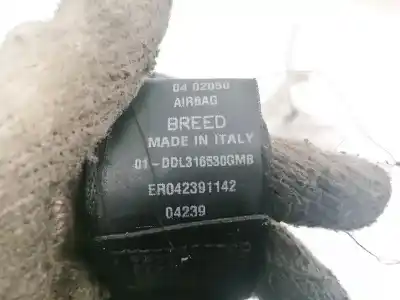 04 02050
AIRBAG
BREED
MADE IN ITALY
01-DDL316530GMB
ER042391142
04239